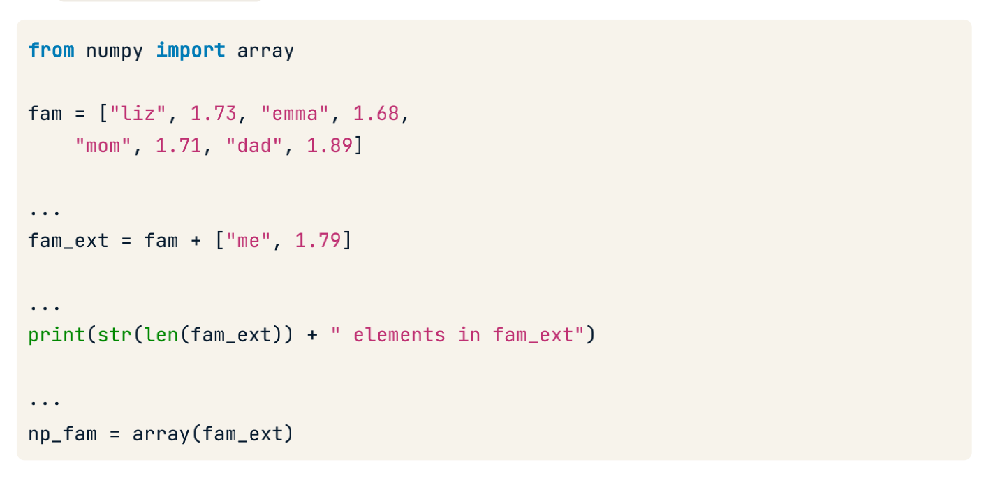 from numpy import array
fam = ["liz", 1.73, "emma", 1.68,
    "mom", 1.71, "dad", 1.89]
...
fam_ext = fam + ["me", 1.79]
...
print(str(len(fam_ext)) + " elements in fam_ext")
...
np_fam = array(fam_ext)